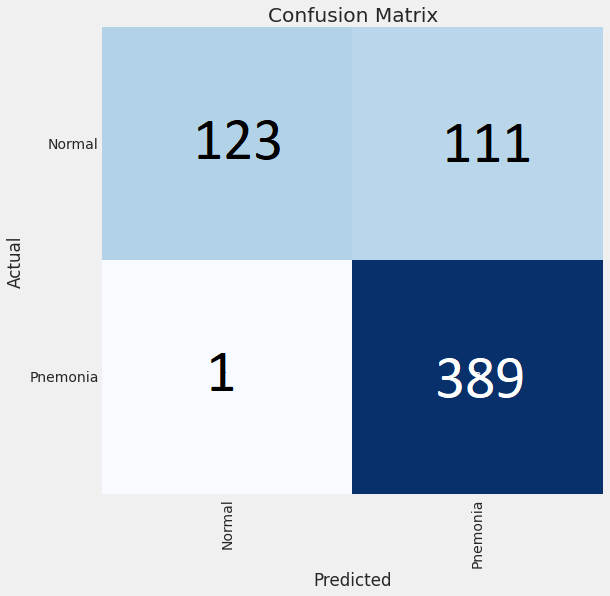 Confusion Matrix
Actual
Normal
123
111
Pnemonia
1
389
Normal
Pnemonia
Predicted